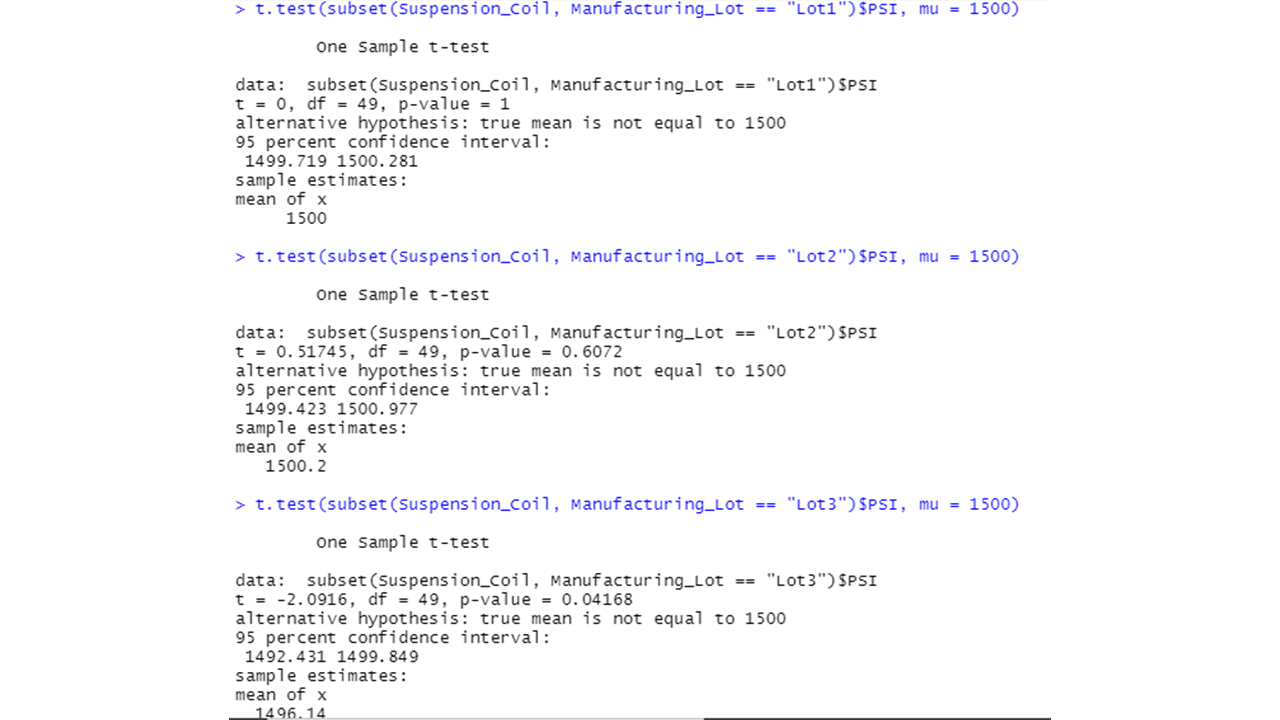 > t.test(subset(Suspension_Coil, Manufacturing_Lot == "Lot1")$PSI, mu = 1500)
One Sample t-test
data:  subset(Suspension_Coil, Manufacturing_Lot == "Lot1")$PSI
t = 0, df = 49, p-value = 1
alternative hypothesis: true mean is not equal to 1500
95 percent confidence interval:
1499.719 1500.281
sample estimates:
mean of x
1500
> t.test(subset(Suspension_Coil, Manufacturing_Lot == "Lot2")$PSI, mu = 1500)
One Sample t-test
data:  subset(Suspension_Coil, Manufacturing_Lot == "Lot2")$PSI
t = 0.51745, df = 49, p-value = 0.6072
alternative hypothesis: true mean is not equal to 1500
95 percent confidence interval:
1499.423 1500.977
sample estimates:
mean of x
1500.2
> t.test(subset(Suspension_Coil, Manufacturing_Lot == "Lot3")$PSI, mu = 1500)
One Sample t-test
data:  subset(Suspension_Coil, Manufacturing_Lot == "Lot3")$PSI
t = -2.0916, df = 49, p-value = 0.04168
alternative hypothesis: true mean is not equal to 1500
95 percent confidence interval:
1492.431 1499.849
sample estimates:
mean of x
1496.14